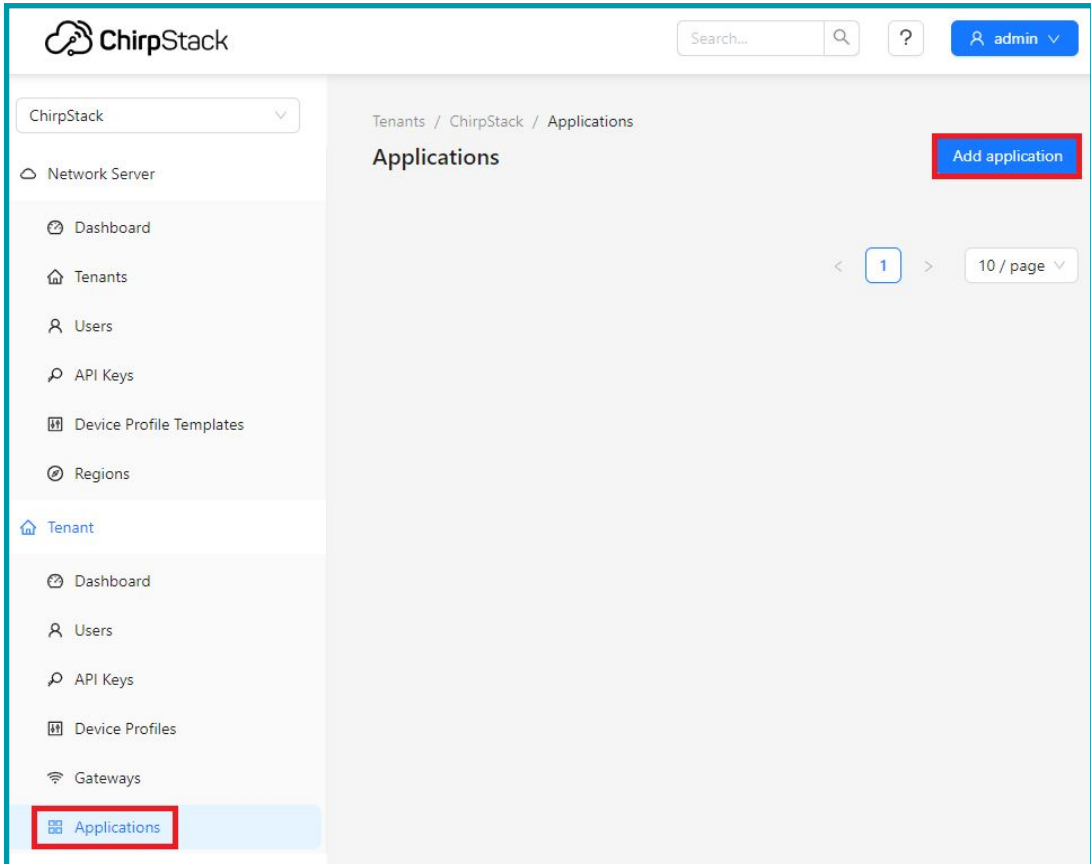 ChirpStack
Search...
?
admin
ChirpStack
Network Server
Dashboard
Tenants
Users
API Keys
Device Profile Templates
Regions
Tenant
Dashboard
Users
API Keys
Device Profiles
Gateways
Applications
Tenants / ChirpStack / Applications
Applications
Add application
< 1 >
10 / page